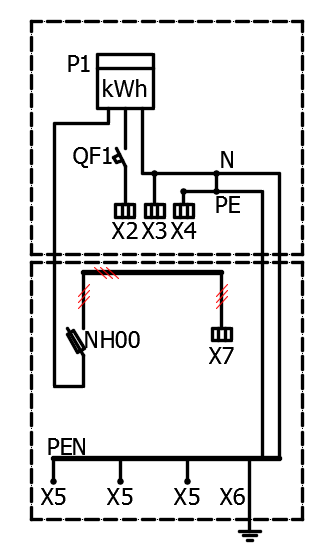 P1
kWh
QF1
N
PE
X2 X3 X4
NH00
X7
PEN
X5 X5 X5 X6